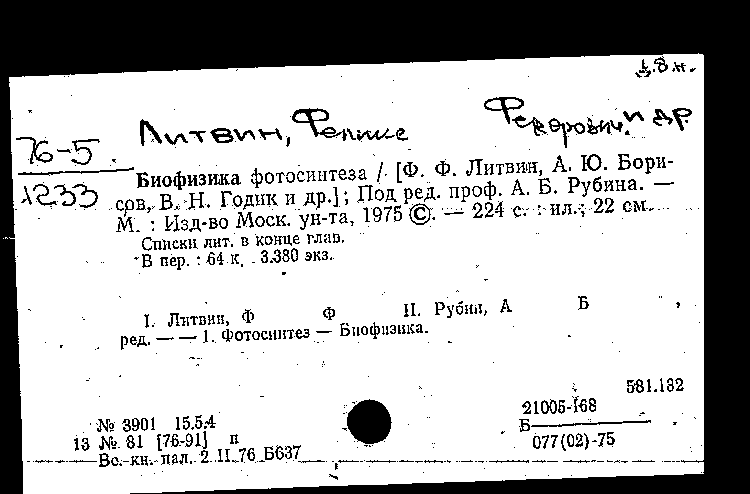 Литвин, Феликс Федорович. и др.
76-5
1233
Биофизика фотосинтеза / [Ф. Ф. Литвин, А. Ю. Бори-
сов, В. Н. Годик и др.]; Под ред. проф. А. Б. Рубина. —
М. : Изд-во Моск. ун-та, 1975 ©. — 224 с. : ил.; 22 см.
Списки лит. в конце глав.
В пер. : 64 к. 3.380 экз.
I. Литвин, Ф Ф II. Рубин, А Б ,
ред. — — 1. Фотосинтез — Биофизика.
581.132
21005-168
Б
077(02)-75
№ 3901 15.5.4
13 № 81 [76-91] п
Вс. кн. пал. 2 II 76 Б637